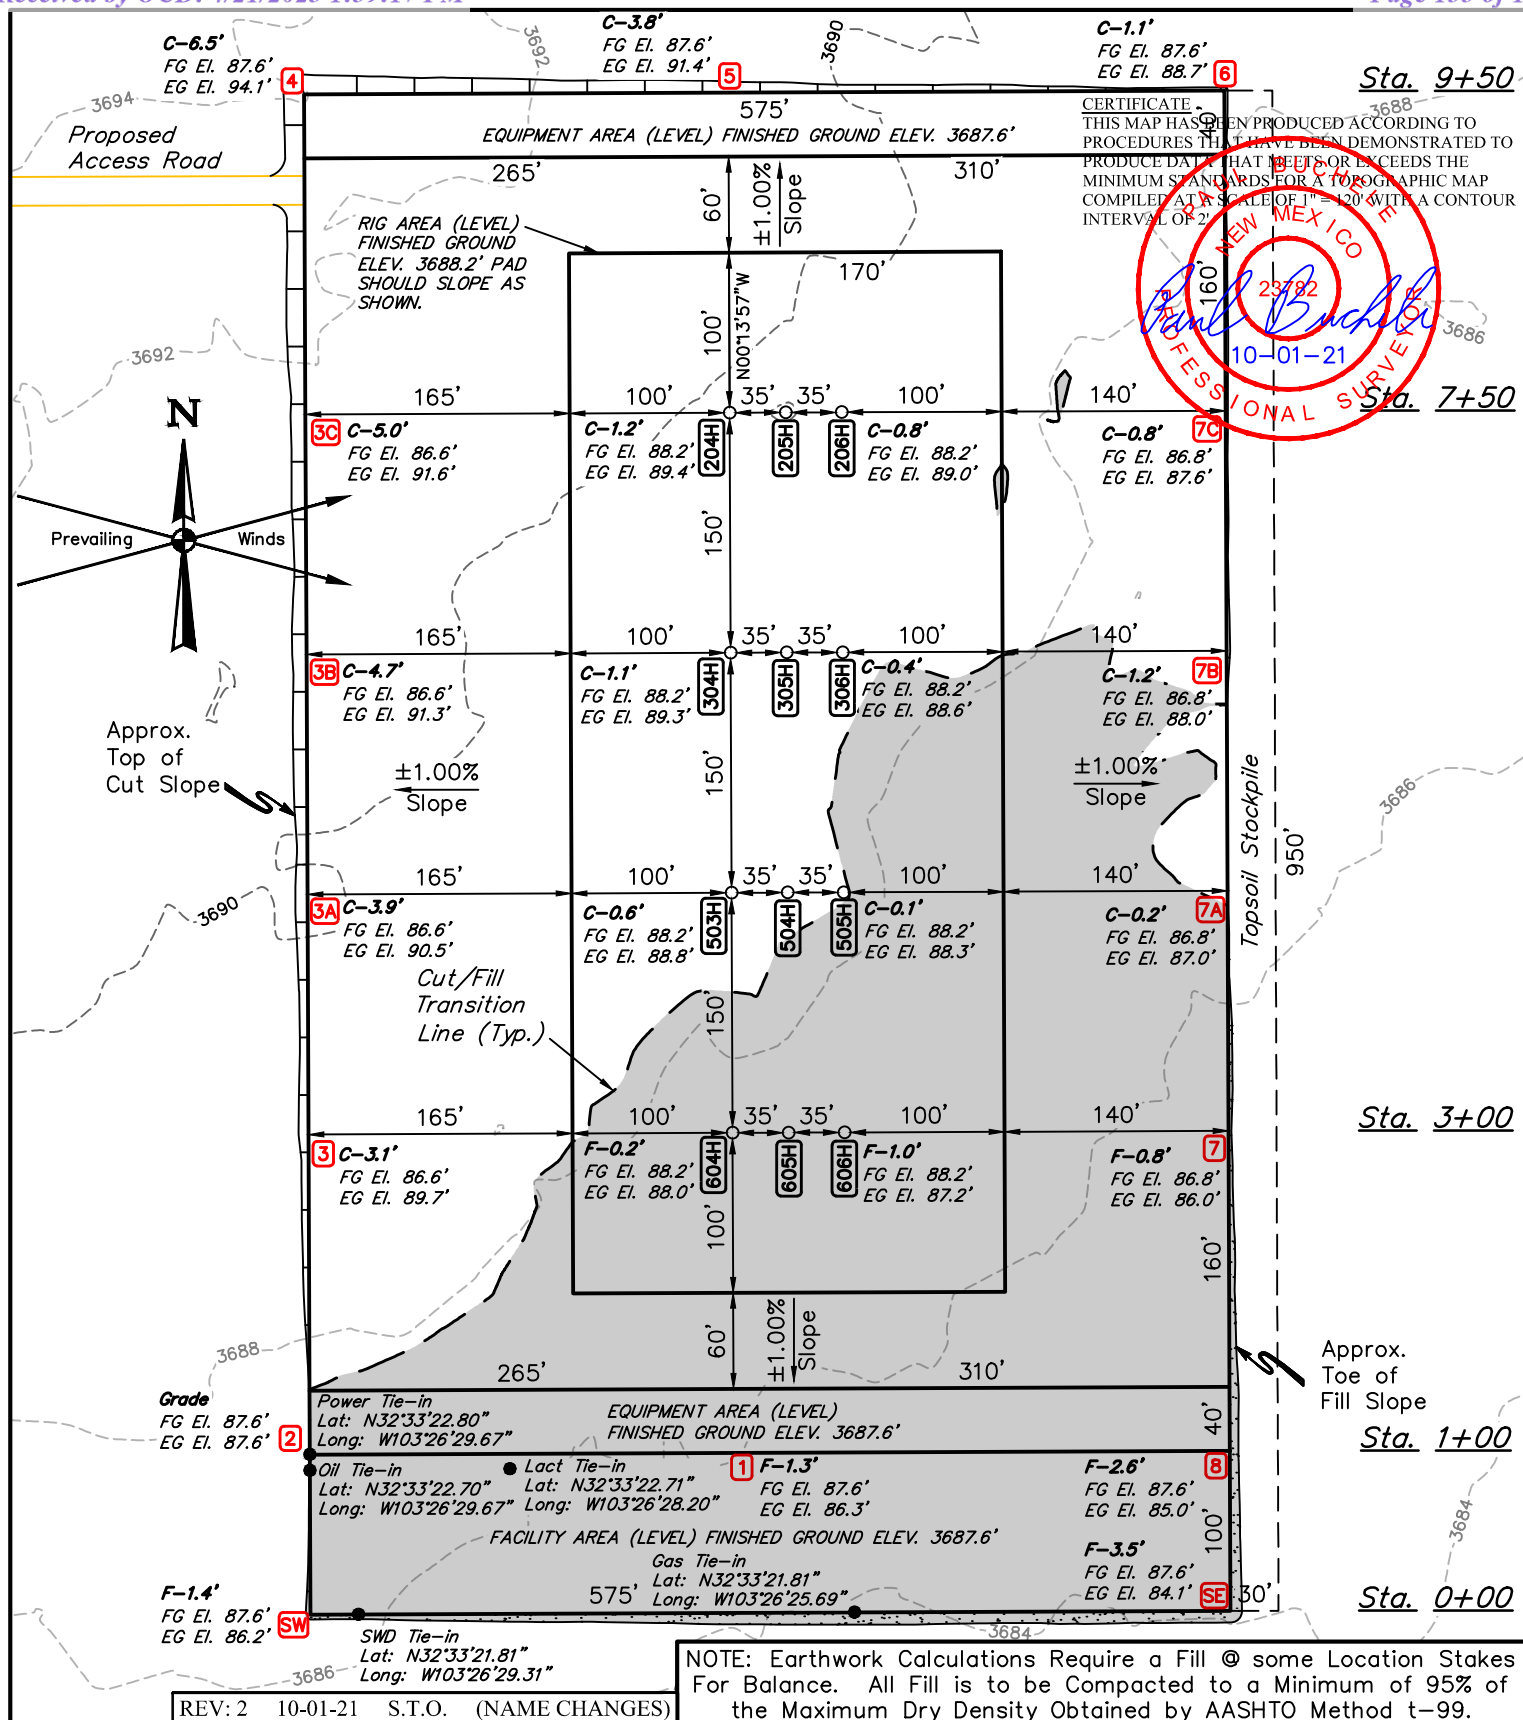 C-6.5'
FG El. 87.6'
EG El. 94.1'
4
C-3.8'
FG El. 87.6'
EG El. 91.4'
5
C-1.1'
FG El. 87.6'
EG El. 88.7'
6
Sta. 9+50
3692
3690
3694
3688
Proposed
Access Road
575'
EQUIPMENT AREA (LEVEL) FINISHED GROUND ELEV. 3687.6'
40'
CERTIFICATE
THIS MAP HAS BEEN PRODUCED ACCORDING TO
PROCEDURES THAT HAVE BEEN DEMONSTRATED TO
PRODUCE DATA THAT MEETS OR EXCEEDS THE
MINIMUM STANDARDS FOR A TOPOGRAPHIC MAP
COMPILED AT A SCALE OF 1" = 120' WITH A CONTOUR
INTERVAL OF 2'
PAUL BUCHELE
NEW MEXICO
23782
PROFESSIONAL SURVEYOR
Paul Buchele
10-01-21
265'
60'
±1.00%
Slope
310'
RIG AREA (LEVEL)
FINISHED GROUND
ELEV. 3688.2' PAD
SHOULD SLOPE AS
SHOWN.
170'
160'
100'
N00°13'57"W
3692
3686
N
Prevailing Winds
165' 100' 35' 35' 100' 140'
Sta. 7+50
3C
C-5.0'
FG El. 86.6'
EG El. 91.6'
C-1.2'
FG El. 88.2'
EG El. 89.4'
204H
205H
206H
C-0.8'
FG El. 88.2'
EG El. 89.0'
C-0.8'
FG El. 86.8'
EG El. 87.6'
7C
150'
165' 100' 35' 35' 100' 140'
3B
C-4.7'
FG El. 86.6'
EG El. 91.3'
C-1.1'
FG El. 88.2'
EG El. 89.3'
304H
305H
306H
C-0.4'
FG El. 88.2'
EG El. 88.6'
C-1.2'
FG El. 86.8'
EG El. 88.0'
7B
Approx.
Top of
Cut Slope
±1.00%
Slope
150'
±1.00%
Slope
Topsoil Stockpile
950'
3686
165' 100' 35' 35' 100' 140'
3690
3A
C-3.9'
FG El. 86.6'
EG El. 90.5'
C-0.6'
FG El. 88.2'
EG El. 88.8'
503H
504H
505H
C-0.1'
FG El. 88.2'
EG El. 88.3'
C-0.2'
FG El. 86.8'
EG El. 87.0'
7A
Cut/Fill
Transition
Line (Typ.)
150'
165' 100' 35' 35' 100' 140'
Sta. 3+00
3
C-3.1'
FG El. 86.6'
EG El. 89.7'
F-0.2'
FG El. 88.2'
EG El. 88.0'
604H
605H
606H
F-1.0'
FG El. 88.2'
EG El. 87.2'
F-0.8'
FG El. 86.8'
EG El. 86.0'
7
100'
160'
60'
±1.00%
Slope
3688
Approx.
Toe of
Fill Slope
265'
310'
Grade
FG El. 87.6'
EG El. 87.6'
2
Power Tie-in
Lat: N32°33'22.80"
Long: W103°26'29.67"
EQUIPMENT AREA (LEVEL)
FINISHED GROUND ELEV. 3687.6'
40'
Sta. 1+00
Oil Tie-in
Lat: N32°33'22.70"
Long: W103°26'29.67"
Lact Tie-in
Lat: N32°33'22.71"
Long: W103°26'28.20"
1
F-1.3'
FG El. 87.6'
EG El. 86.3'
F-2.6'
FG El. 87.6'
EG El. 85.0'
8
100'
3684
FACILITY AREA (LEVEL) FINISHED GROUND ELEV. 3687.6'
F-3.5'
FG El. 87.6'
EG El. 84.1'
SE
Gas Tie-in
Lat: N32°33'21.81"
Long: W103°26'25.69"
575'
30'
Sta. 0+00
F-1.4'
FG El. 87.6'
EG El. 86.2'
SW
SWD Tie-in
Lat: N32°33'21.81"
Long: W103°26'29.31"
3686
3684
NOTE: Earthwork Calculations Require a Fill @ some Location Stakes
For Balance. All Fill is to be Compacted to a Minimum of 95% of
the Maximum Dry Density Obtained by AASHTO Method t-99.
REV: 2 10-01-21 S.T.O. (NAME CHANGES)